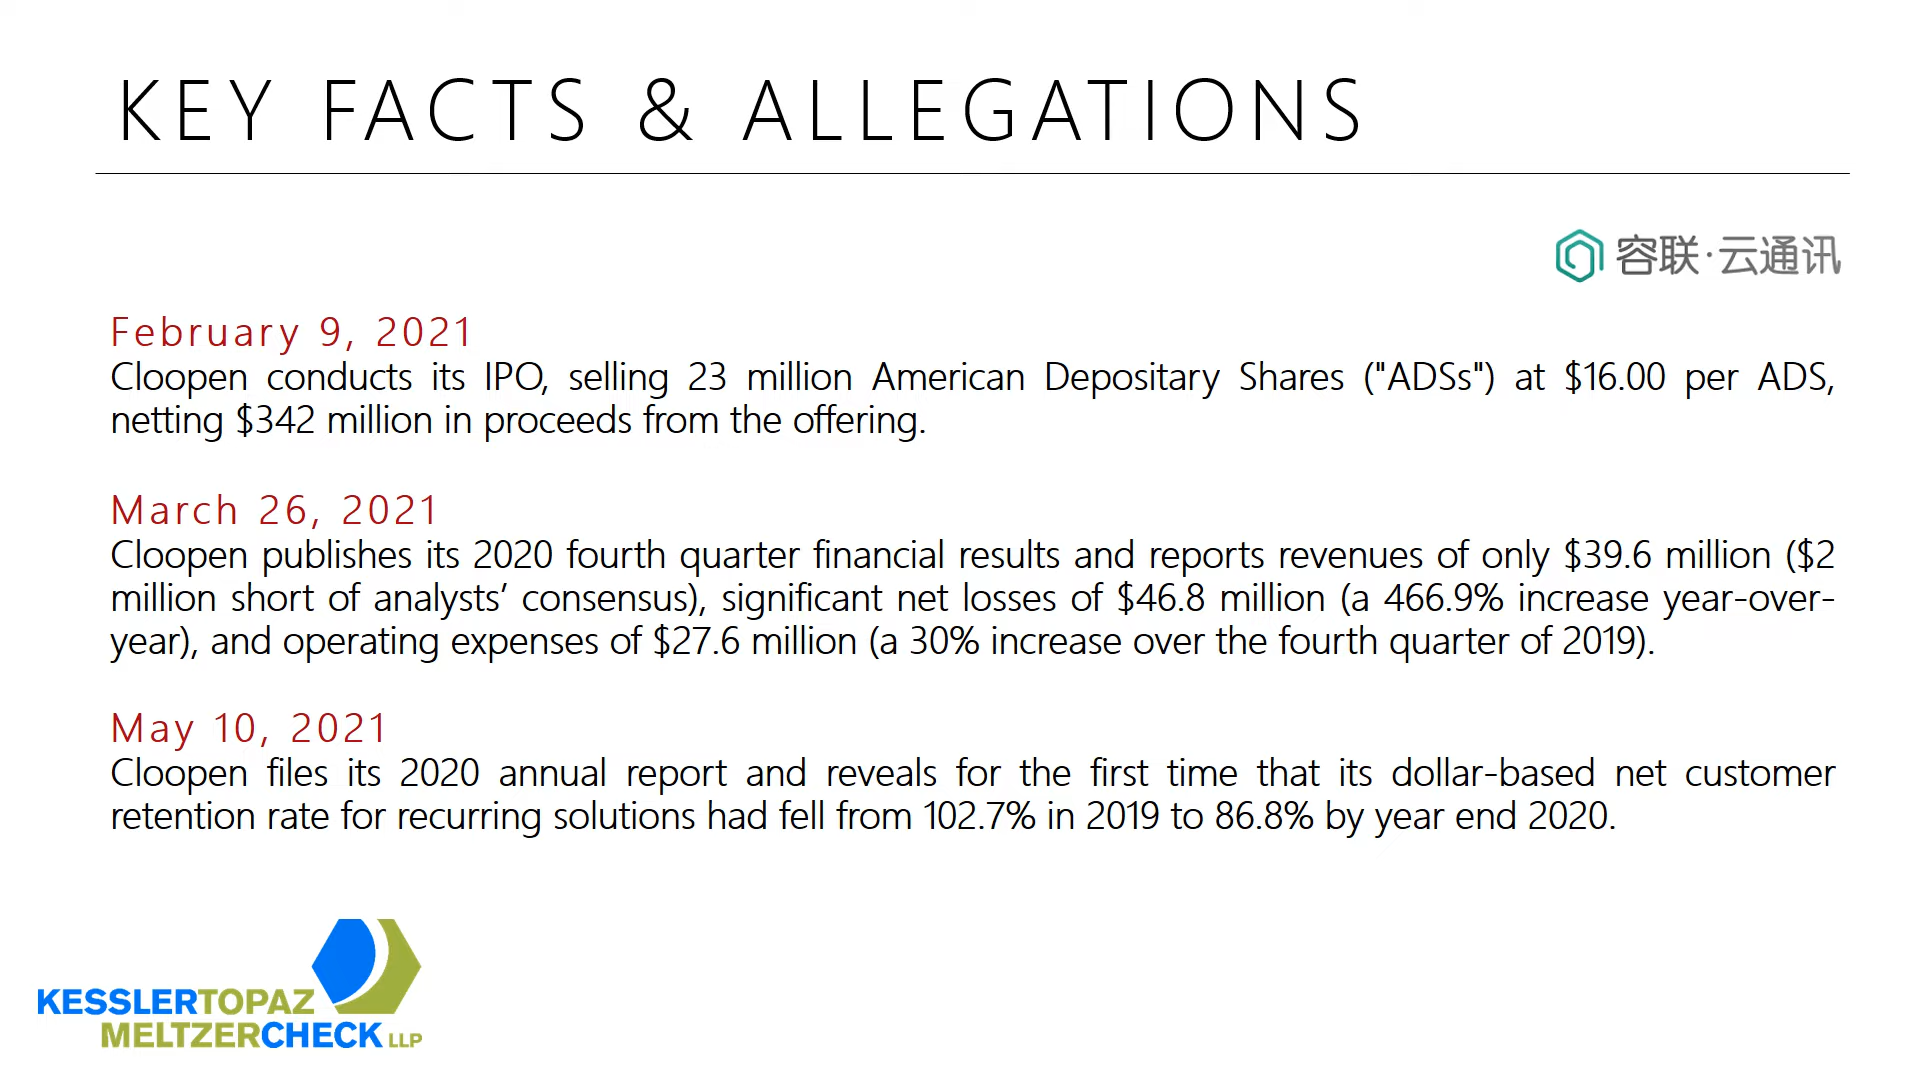 KEY FACTS & ALLEGATIONS
容联·云通讯
February 9, 2021
Cloopen conducts its IPO, selling 23 million American Depositary Shares ("ADSs") at $16.00 per ADS,
netting $342 million in proceeds from the offering.
March 26, 2021
Cloopen publishes its 2020 fourth quarter financial results and reports revenues of only $39.6 million ($2
million short of analysts’ consensus), significant net losses of $46.8 million (a 466.9% increase year-over-
year), and operating expenses of $27.6 million (a 30% increase over the fourth quarter of 2019).
May 10, 2021
Cloopen files its 2020 annual report and reveals for the first time that its dollar-based net customer
retention rate for recurring solutions had fell from 102.7% in 2019 to 86.8% by year end 2020.
KESSLERTOPAZ
MELTZERCHECK LLP